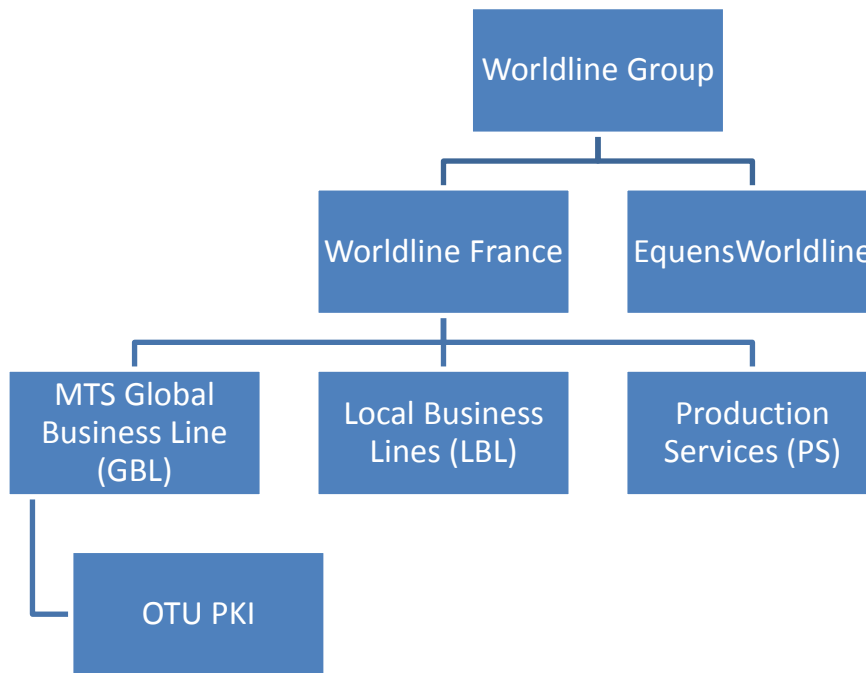 Worldline Group
Worldline France
EquensWorldline
MTS Global
Business Line
(GBL)
Local Business
Lines (LBL)
Production
Services (PS)
OTU PKI